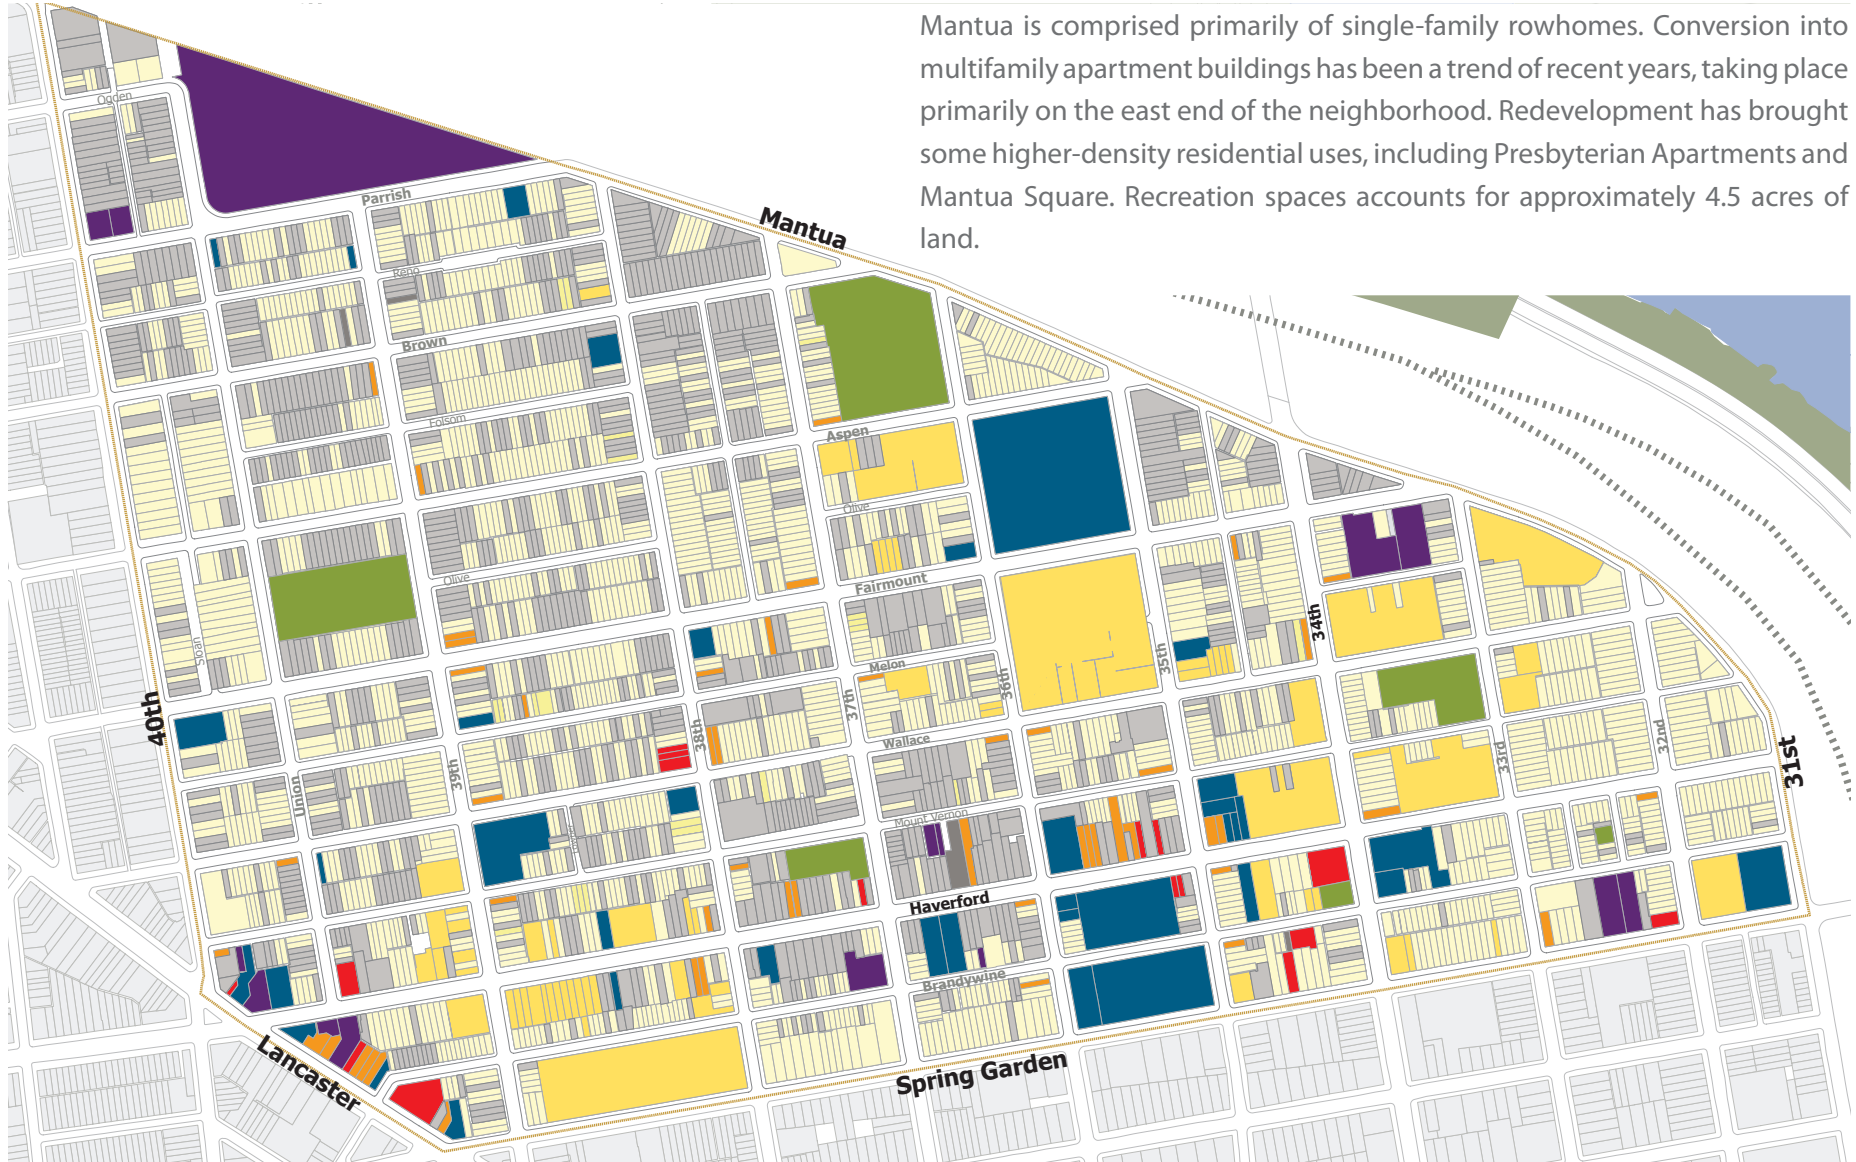 Mantua is comprised primarily of single-family rowhomes. Conversion into
multifamily apartment buildings has been a trend of recent years, taking place
primarily on the east end of the neighborhood. Redevelopment has brought
some higher-density residential uses, including Presbyterian Apartments and
Mantua Square. Recreation spaces accounts for approximately 4.5 acres of
land.
Ogden
Parrish
Mantua
Reno
Brown
Folsom
Aspen
Olive
Olive
Fairmount
Sloan
34th
35th
Melon
36th
40th
37th
38th
Wallace
32nd
33rd
31st
39th
Union
Mount Vernon
Haverford
Brandywine
Lancaster
Spring Garden